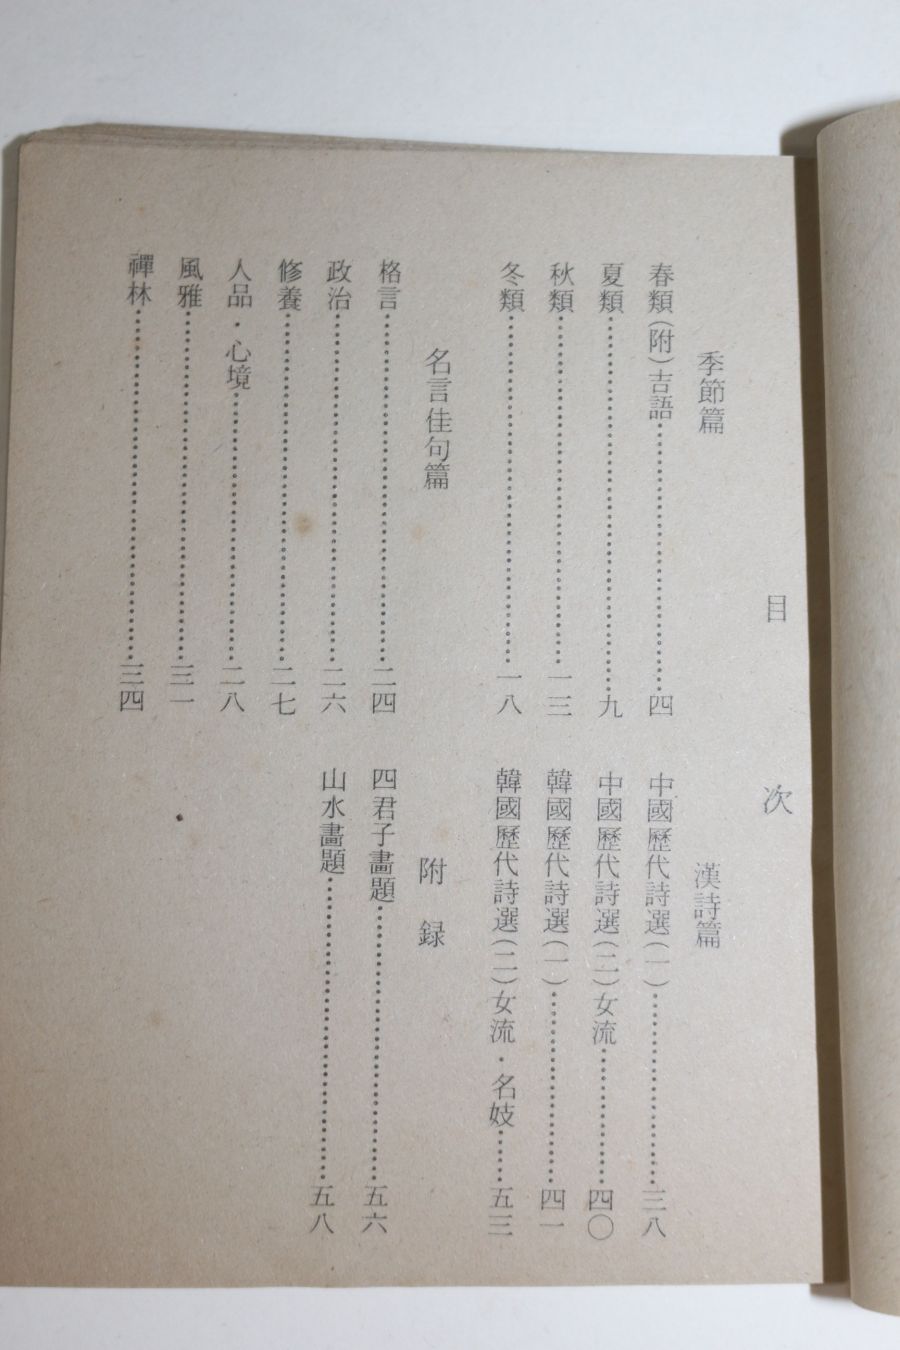 目次
季節篇
春類(附)吉語……四
夏類……九
秋類……一三
冬類……一八
名言佳句篇
格言……二四
政治……二六
修養……二七
人品・心境……二八
風雅……三一
禪林……三四
漢詩篇
中國歷代詩選(一)……三八
中國歷代詩選(二)女流……四〇
韓國歷代詩選(一)……四一
韓國歷代詩選(二)女流・名妓……五三
附録
四君子畵題……五六
山水畵題……五八